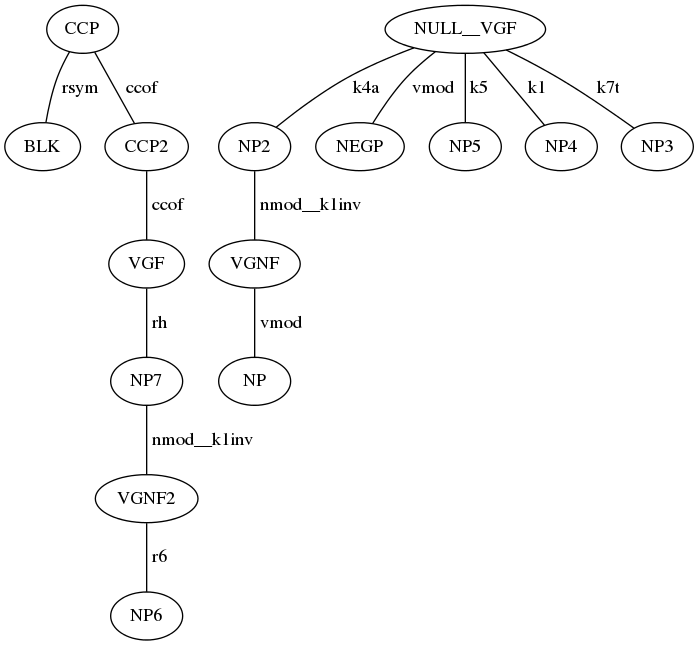 CCP NULL__VGF
rsym ccof k4a vmod k5 k1 k7t
BLK CCP2 NP2 NEGP NP5 NP4 NP3
ccof nmod__k1inv
VGF VGNF
rh vmod
NP7 NP
nmod__k1inv
VGNF2
r6
NP6